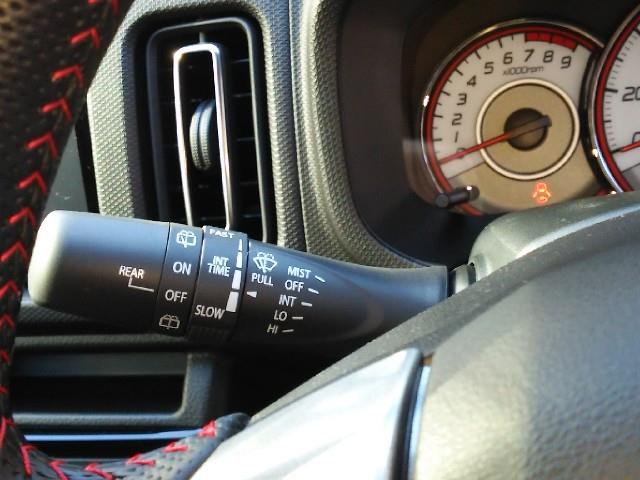 REAR
ON
OFF
FAST
INT
TIME
SLOW
PULL
MIST
OFF
INT
LO
HI
1
2
3
4
5
6
7
8
9
x1000rpm